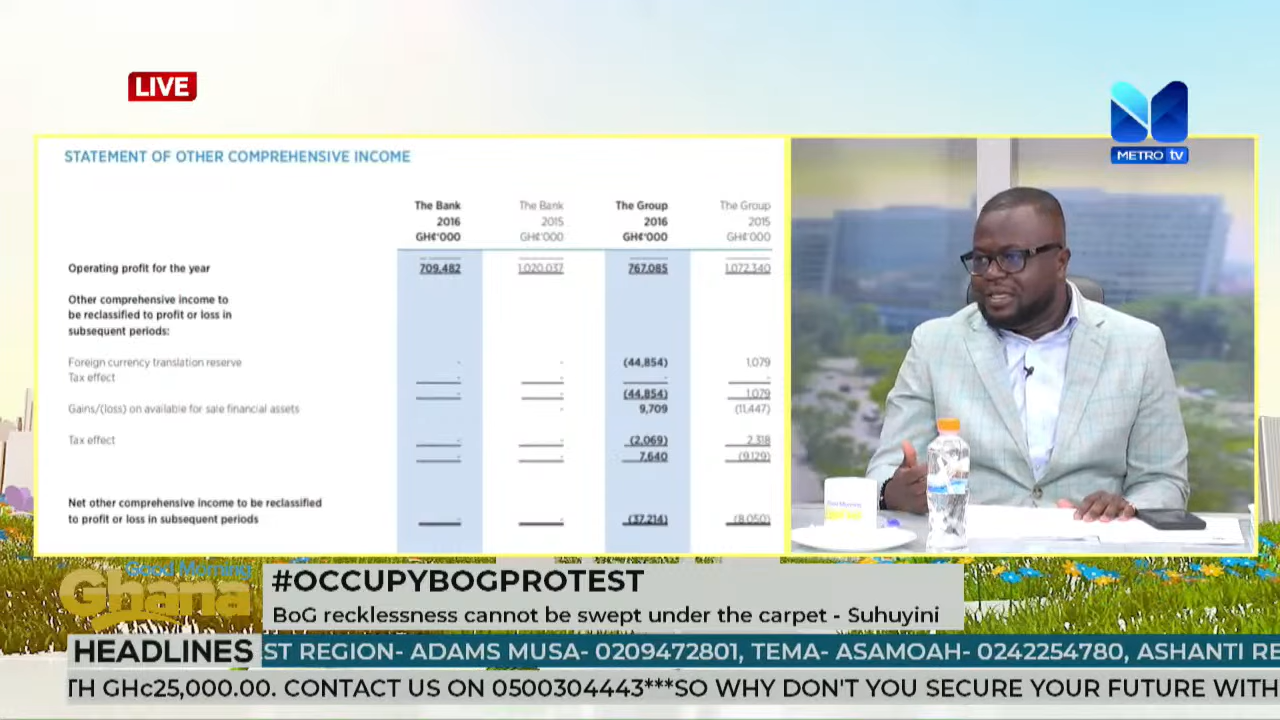 LIVE
METRO tv
STATEMENT OF OTHER COMPREHENSIVE INCOME
The Bank The Bank The Group The Group
2016 2015 2016 2015
GH¢'000 GH¢'000 GH¢'000 GH¢'000
Operating profit for the year 709,482 1,020,037 767,085 1,072,340
Other comprehensive income to
be reclassified to profit or loss in
subsequent periods:
Foreign currency translation reserve - - (44,854) 1,079
Tax effect - - - -
- - (44,854) 1,079
Gains/(loss) on available for sale financial assets - 9,709 (11,447)
Tax effect - - (2,069) 2,318
- - 7,640 (9,129)
Net other comprehensive income to be reclassified
to profit or loss in subsequent periods - - (37,214) (8,050)
Good Morning
Ghana
#OCCUPYBOGPROTEST
BoG recklessness cannot be swept under the carpet - Suhuyini
HEADLINES
ST REGION- ADAMS MUSA- 0209472801, TEMA- ASAMOAH- 0242254780, ASHANTI RE
TH GHc25,000.00. CONTACT US ON 0500304443***SO WHY DON'T YOU SECURE YOUR FUTURE WITH